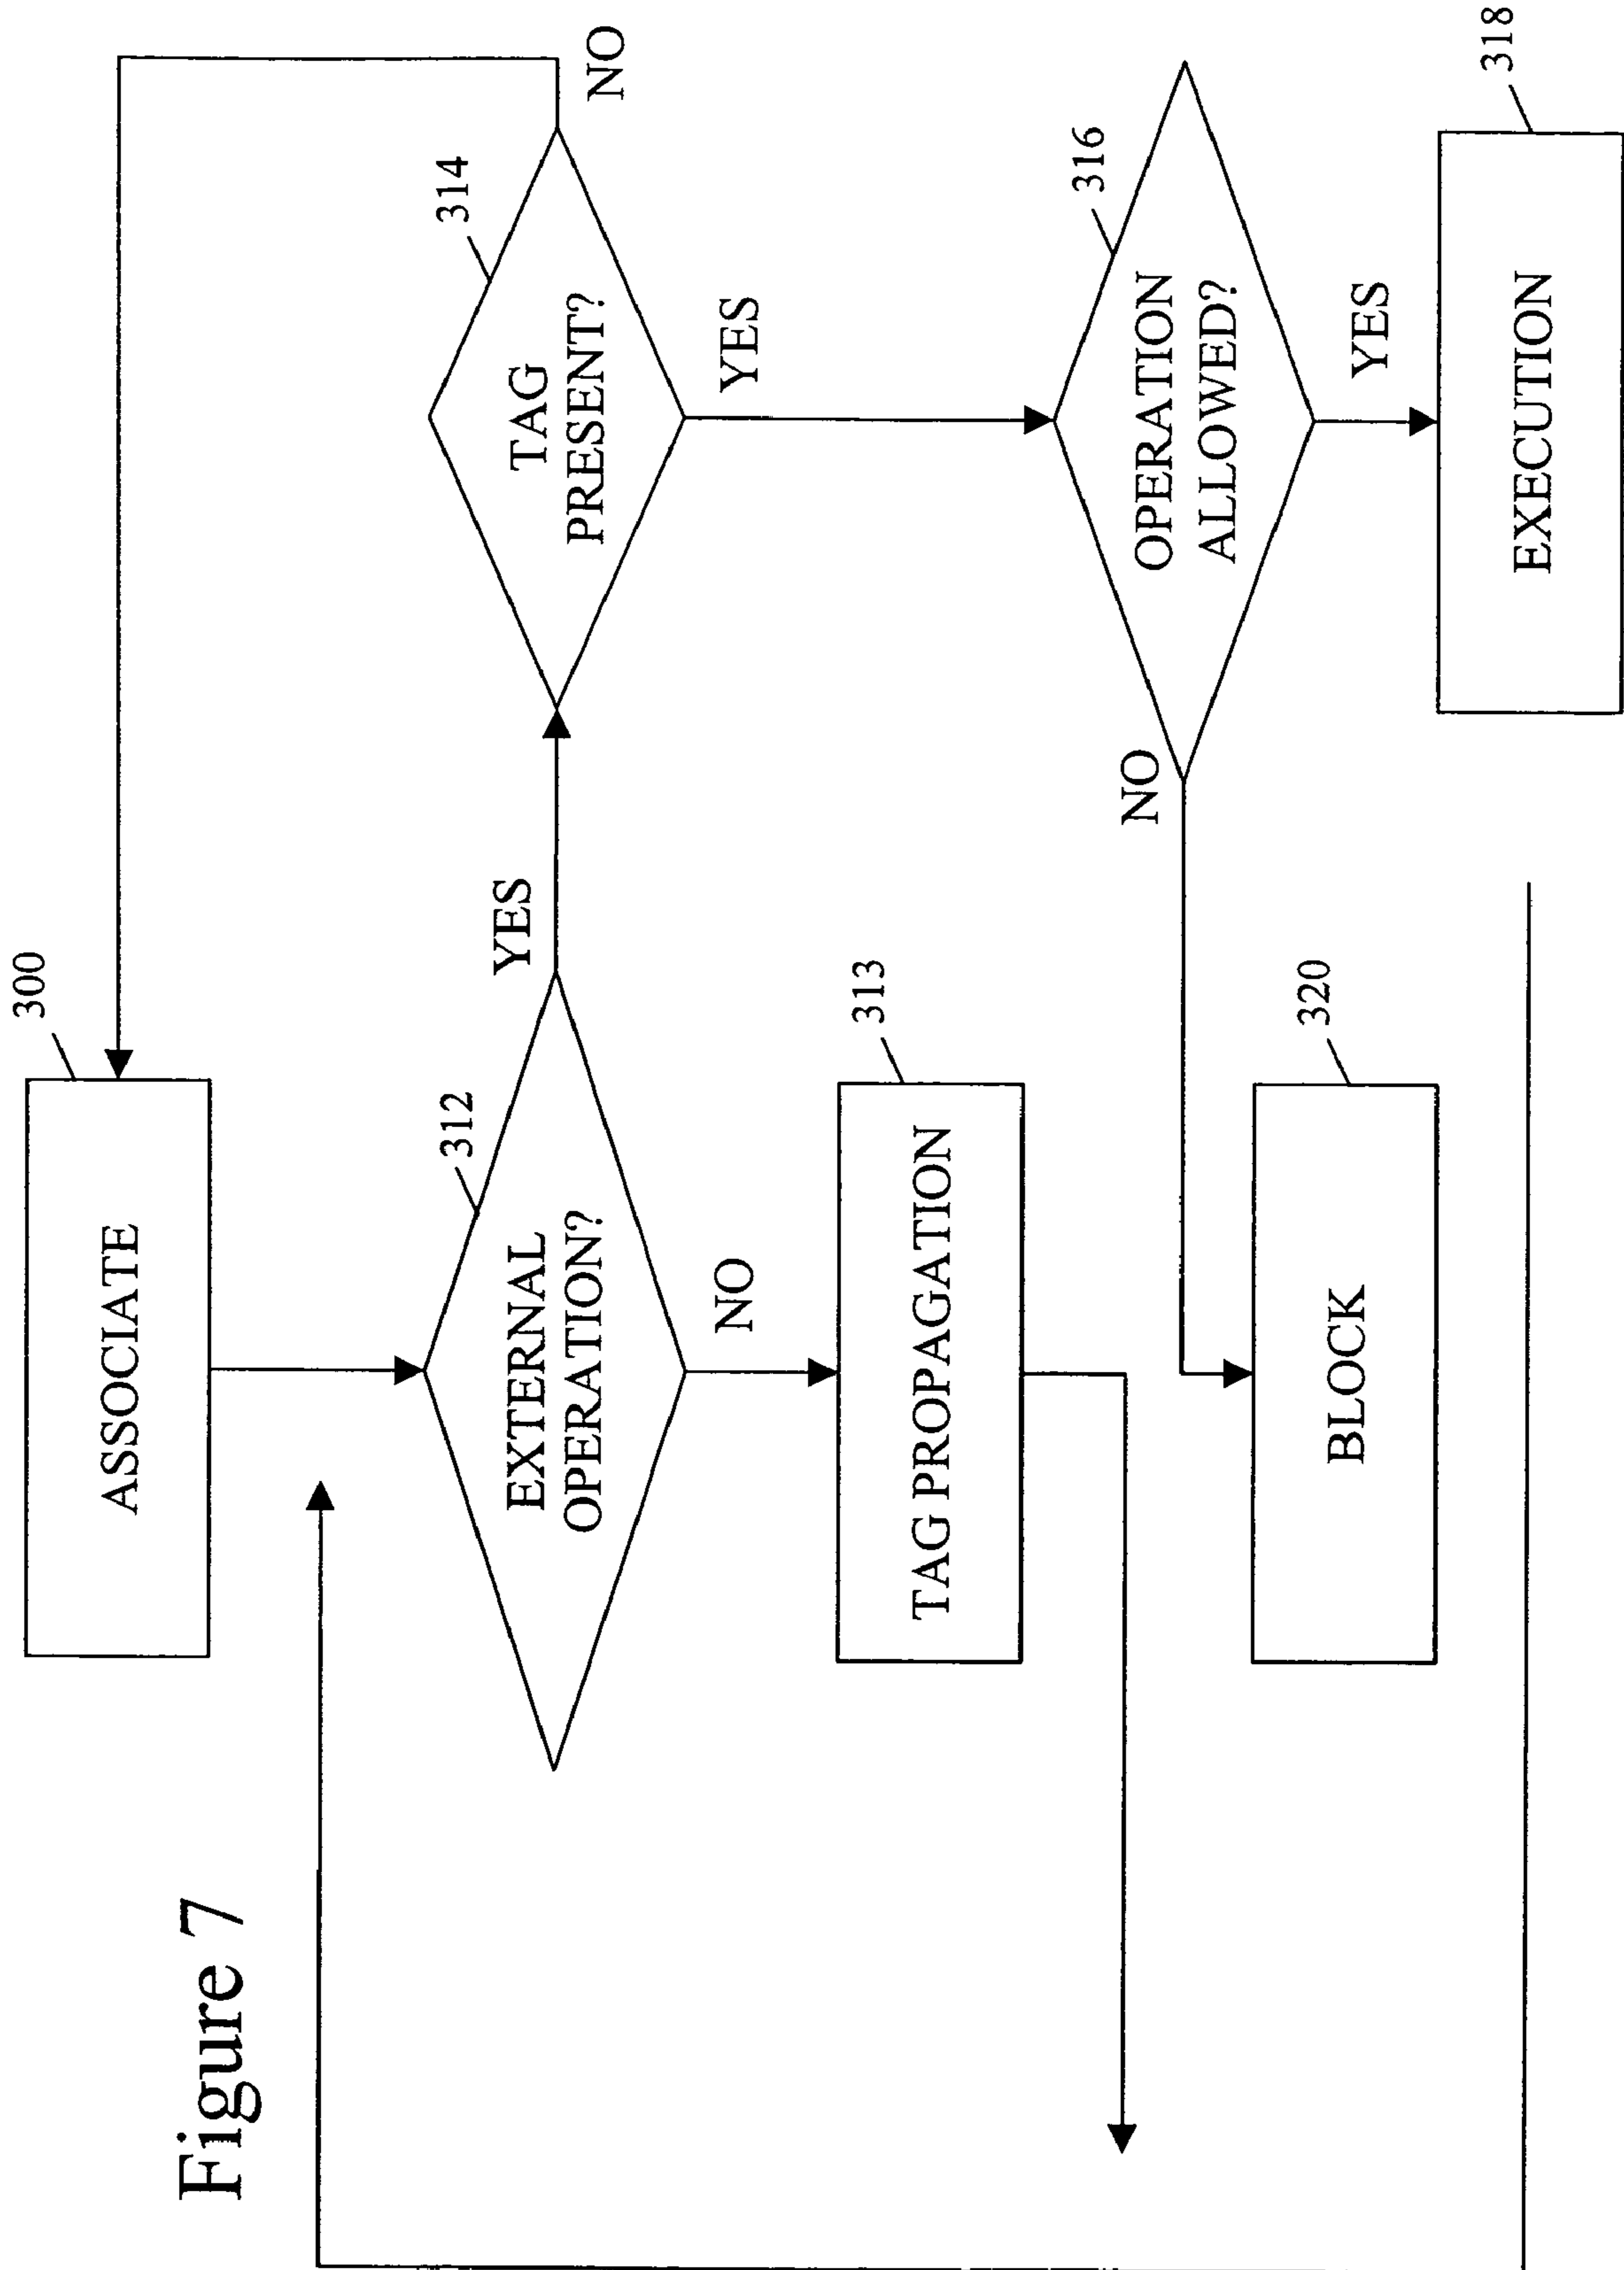 Figure 7
300
ASSOCIATE
312
EXTERNAL
OPERATION?
YES
NO
314
TAG
PRESENT?
NO
YES
313
TAG PROPAGATION
316
OPERATION
ALLOWED?
NO
YES
320
BLOCK
318
EXECUTION